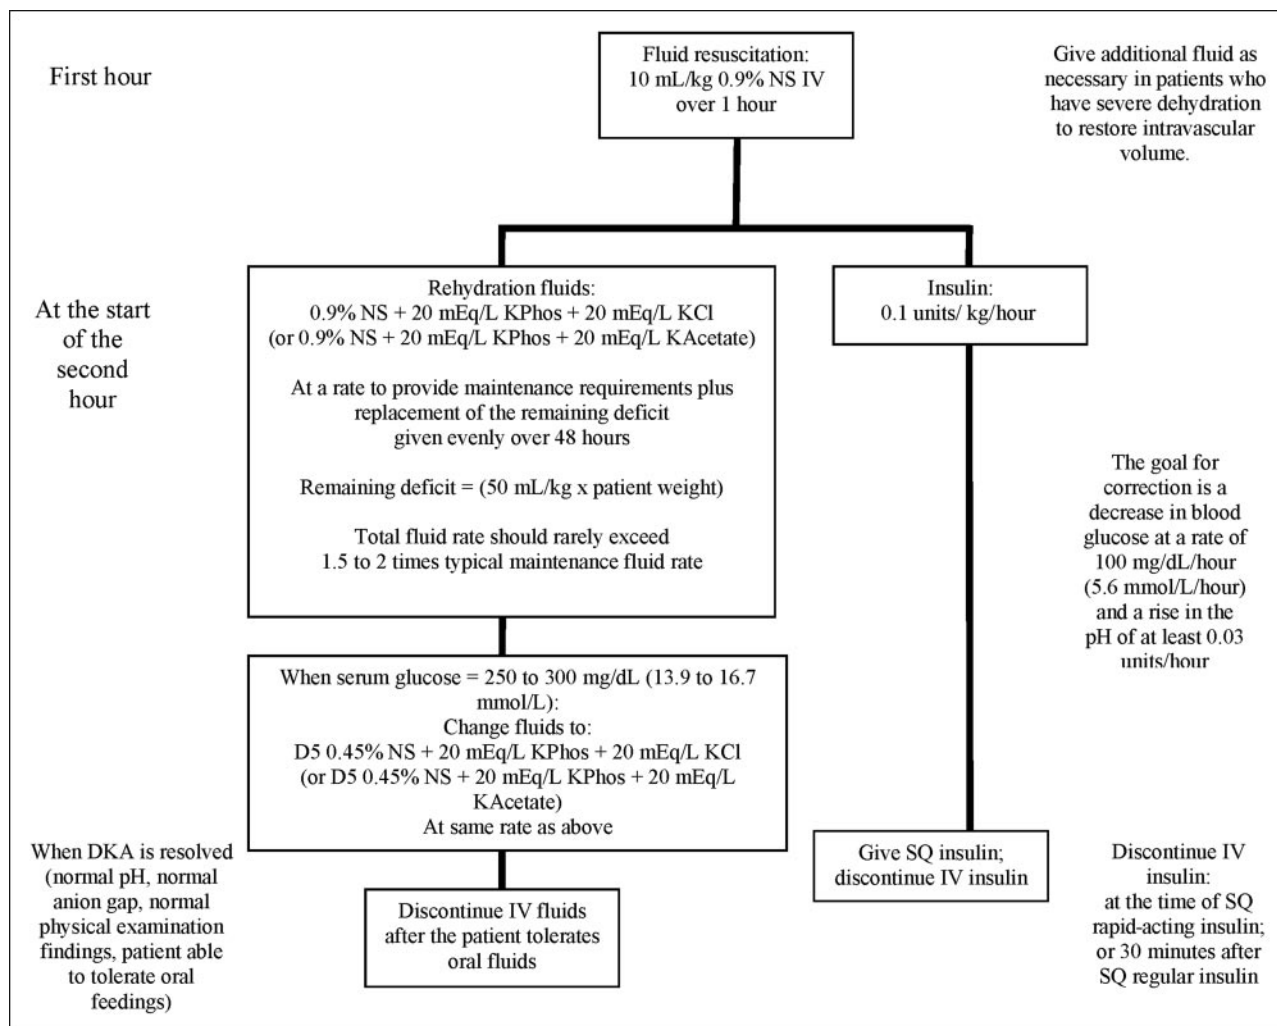 First hour
Fluid resuscitation:
10 mL/kg 0.9% NS IV
over 1 hour
Give additional fluid as
necessary in patients who
have severe dehydration
to restore intravascular
volume.
At the start
of the
second
hour
Rehydration fluids:
0.9% NS + 20 mEq/L KPhos + 20 mEq/L KCl
(or 0.9% NS + 20 mEq/L KPhos + 20 mEq/L KAcetate)
At a rate to provide maintenance requirements plus
replacement of the remaining deficit
given evenly over 48 hours
Remaining deficit = (50 mL/kg x patient weight)
Total fluid rate should rarely exceed
1.5 to 2 times typical maintenance fluid rate
Insulin:
0.1 units/ kg/hour
The goal for
correction is a
decrease in blood
glucose at a rate of
100 mg/dL/hour
(5.6 mmol/L/hour)
and a rise in the
pH of at least 0.03
units/hour
When serum glucose = 250 to 300 mg/dL (13.9 to 16.7
mmol/L):
Change fluids to:
D5 0.45% NS + 20 mEq/L KPhos + 20 mEq/L KCl
(or D5 0.45% NS + 20 mEq/L KPhos + 20 mEq/L
KAcetate)
At same rate as above
When DKA is resolved
(normal pH, normal
anion gap, normal
physical examination
findings, patient able
to tolerate oral
feedings)
Discontinue IV fluids
after the patient tolerates
oral fluids
Give SQ insulin;
discontinue IV insulin
Discontinue IV
insulin:
at the time of SQ
rapid-acting insulin;
or 30 minutes after
SQ regular insulin